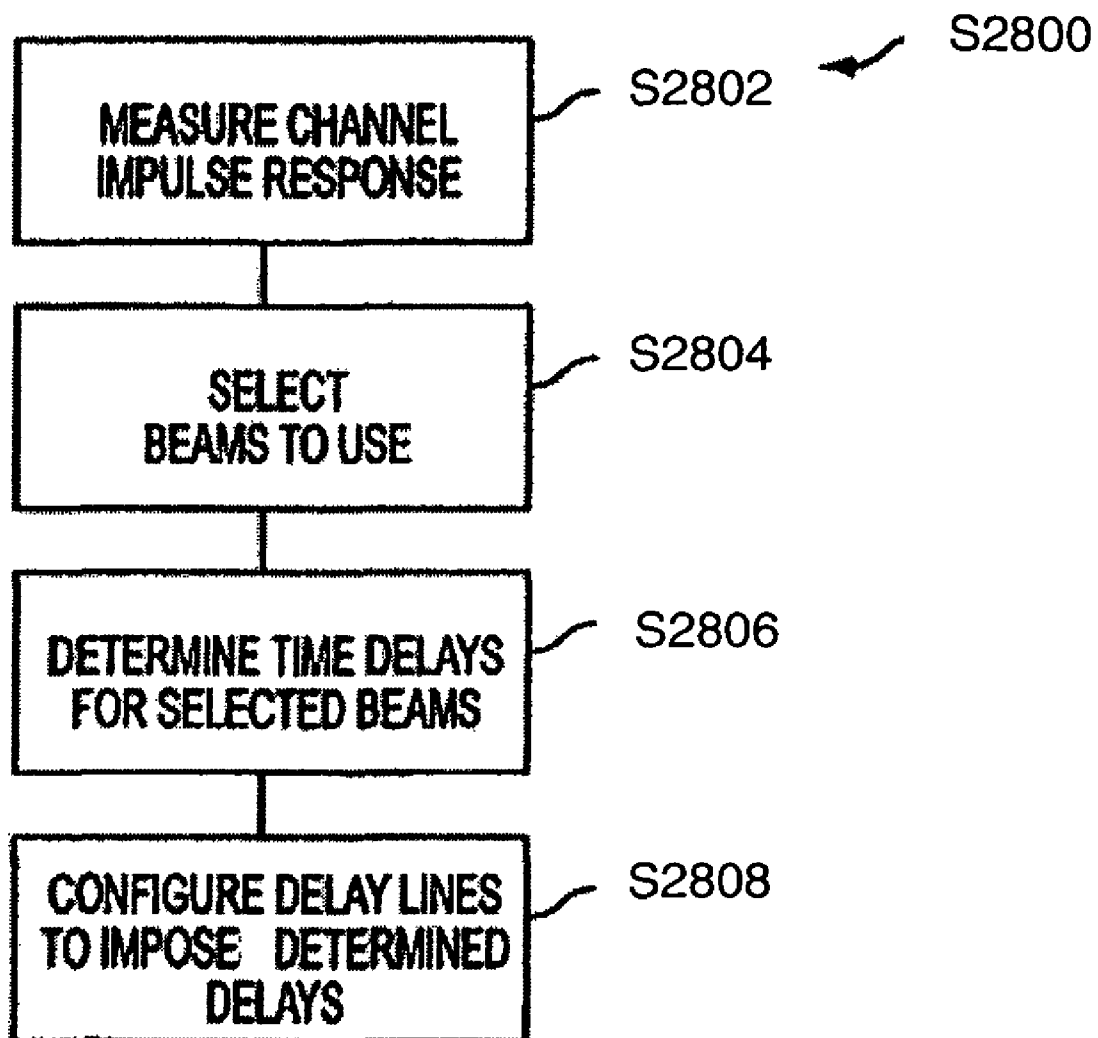 S2800
S2802
MEASURE CHANNEL
IMPULSE RESPONSE
S2804
SELECT
BEAMS TO USE
S2806
DETERMINE TIME DELAYS
FOR SELECTED BEAMS
S2808
CONFIGURE DELAY LINES
TO IMPOSE DETERMINED
DELAYS